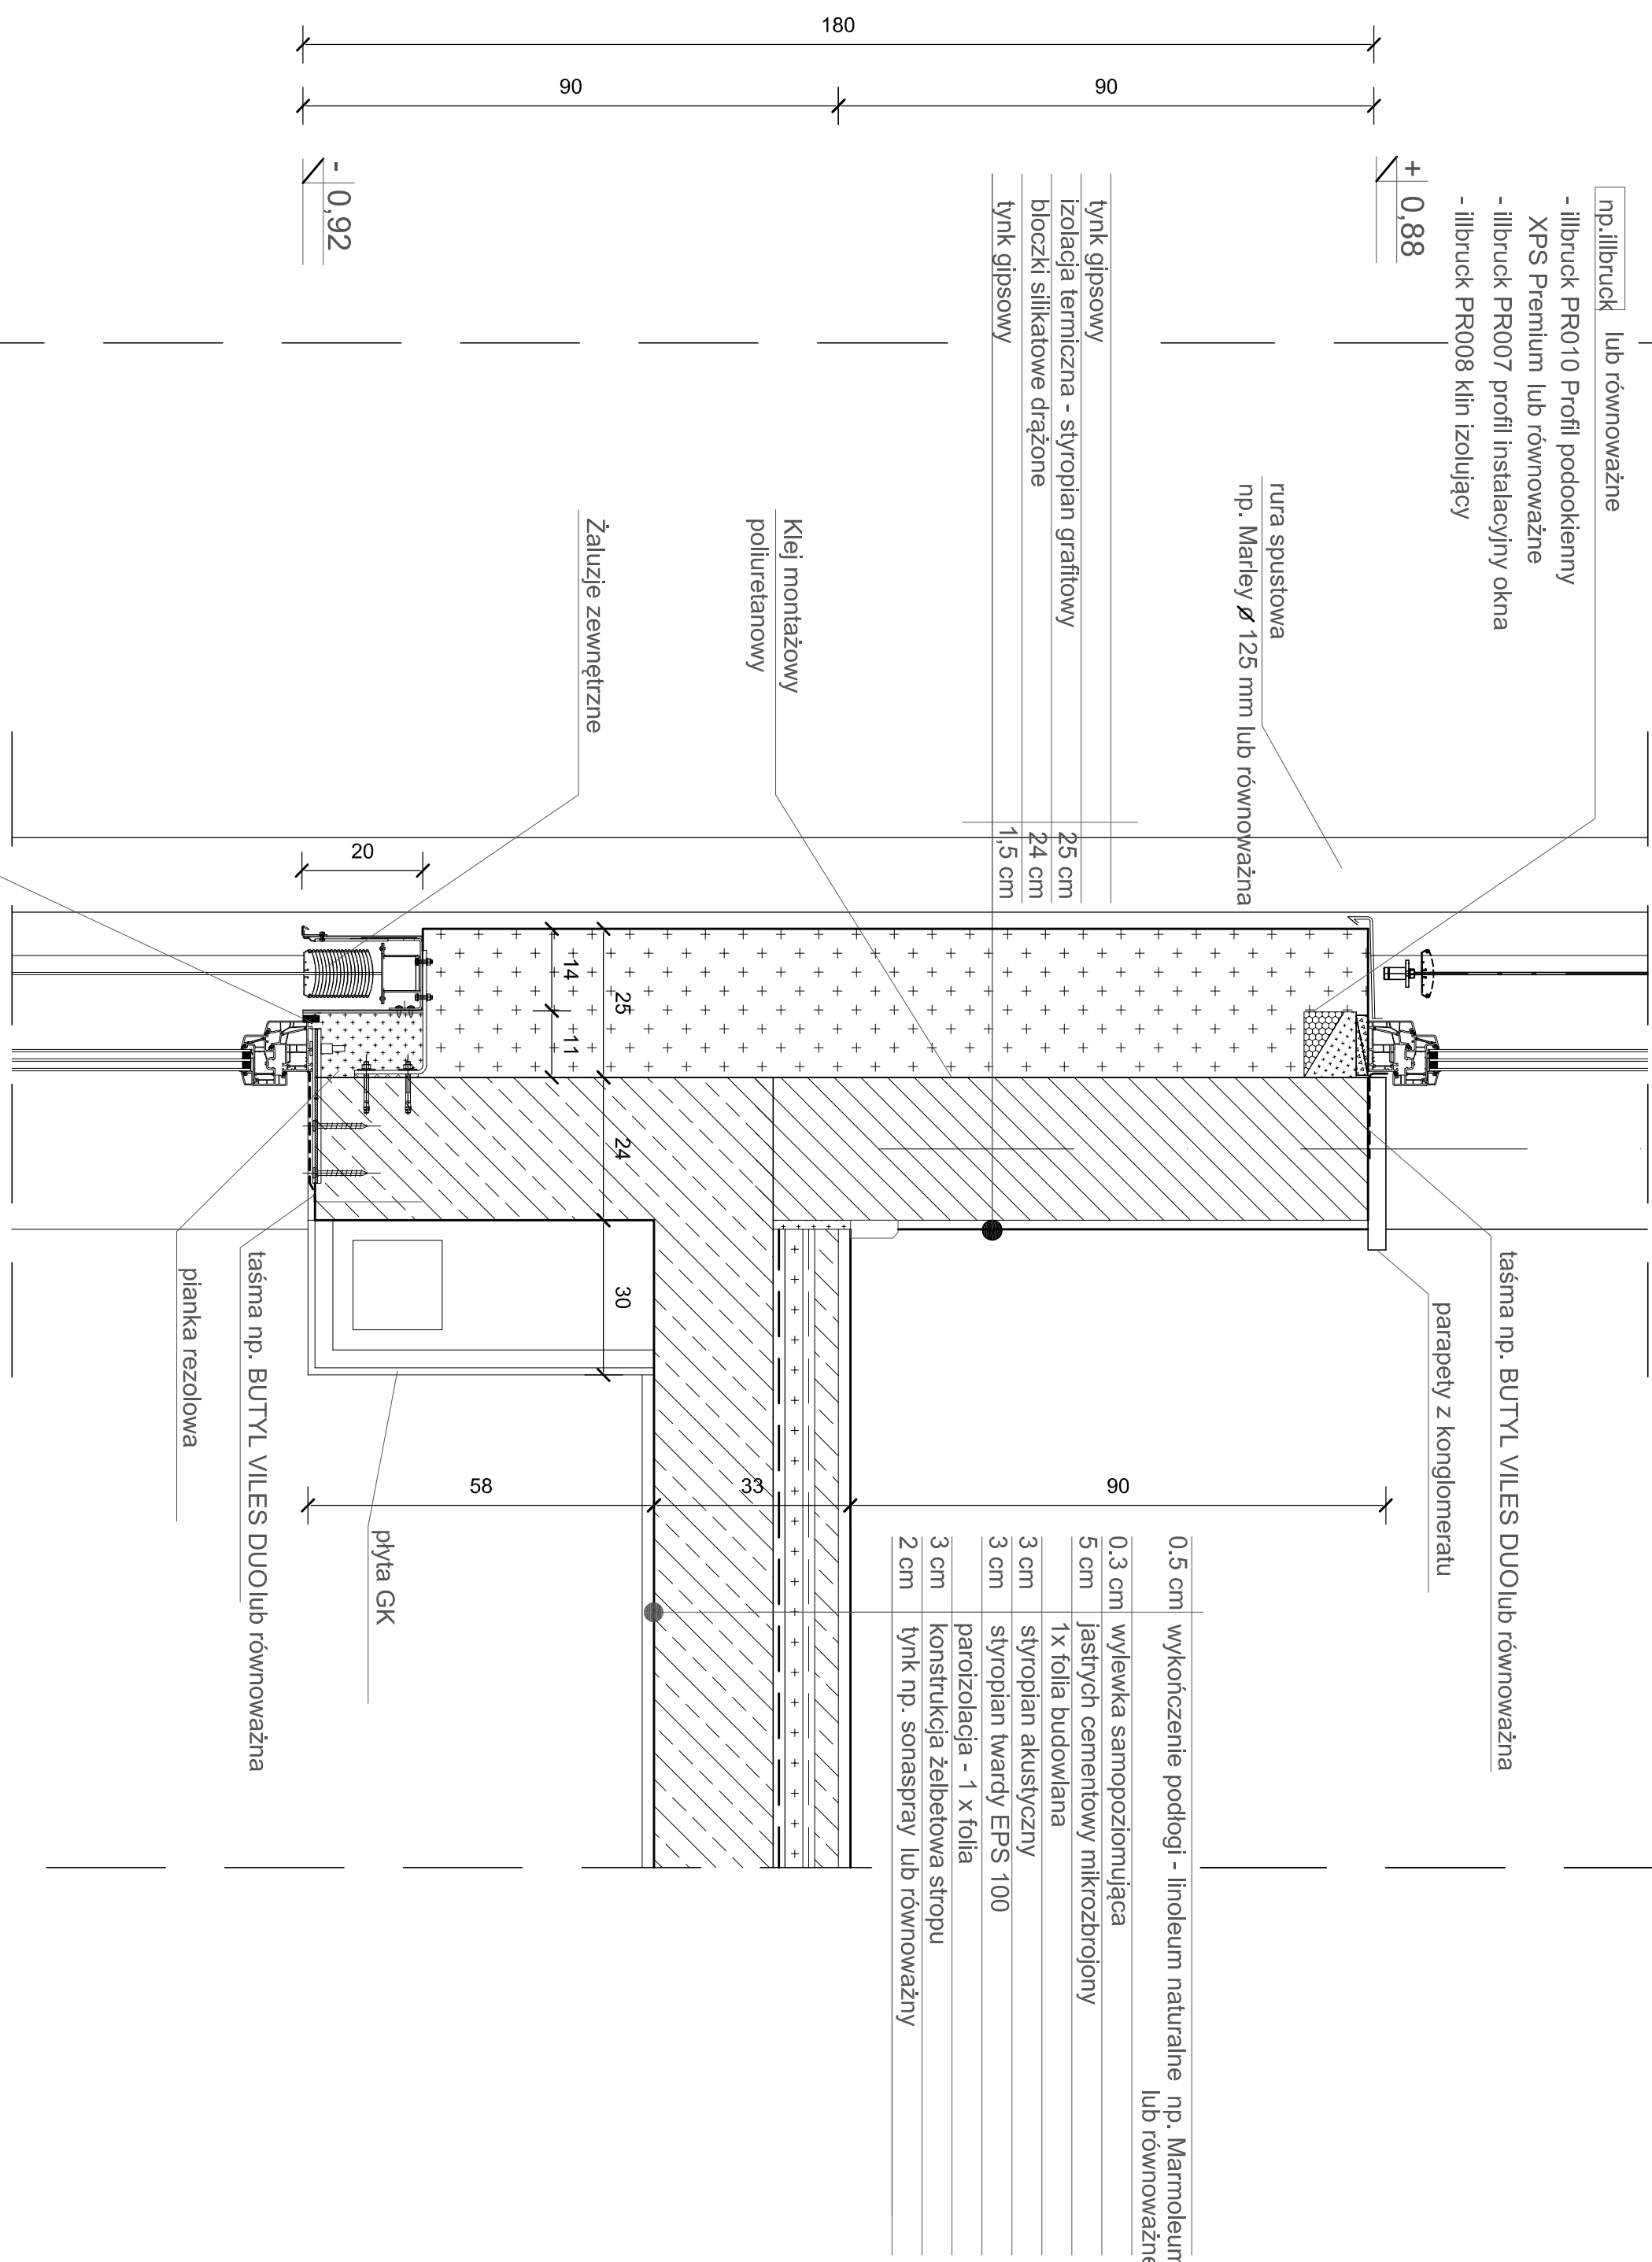 180
90
90
- 0,92
+ 0,88
np.illbruck lub równoważne
- illbruck PR010 Profil podookienny
XPS Premium lub równoważne
- illbruck PR007 profil instalacyjny okna
- illbruck PR008 klin izolujący
rura spustowa
np. Marley ø 125 mm lub równoważna
tynk gipsowy
izolacja termiczna - styropian grafitowy 25 cm
bloczki silikatowe drążone 24 cm
tynk gipsowy 1,5 cm
Klej montażowy
poliuretanowy
Żaluzje zewnętrzne
20
14
11
25
24
30
taśma np. BUTYL VILES DUOlub równoważna
parapety z konglomeratu
58
33
90
0.5 cm wykończenie podłogi - linoleum naturalne np. Marmoleum
lub równoważne
0.3 cm wylewka samopoziomująca
5 cm jastrych cementowy mikrozbrojony
1x folia budowlana
3 cm styropian akustyczny
3 cm styropian twardy EPS 100
paroizolacja - 1 x folia
3 cm konstrukcja żelbetowa stropu
2 cm tynk np. sonaspray lub równoważny
płyta GK
taśma np. BUTYL VILES DUOlub równoważna
pianka rezolowa